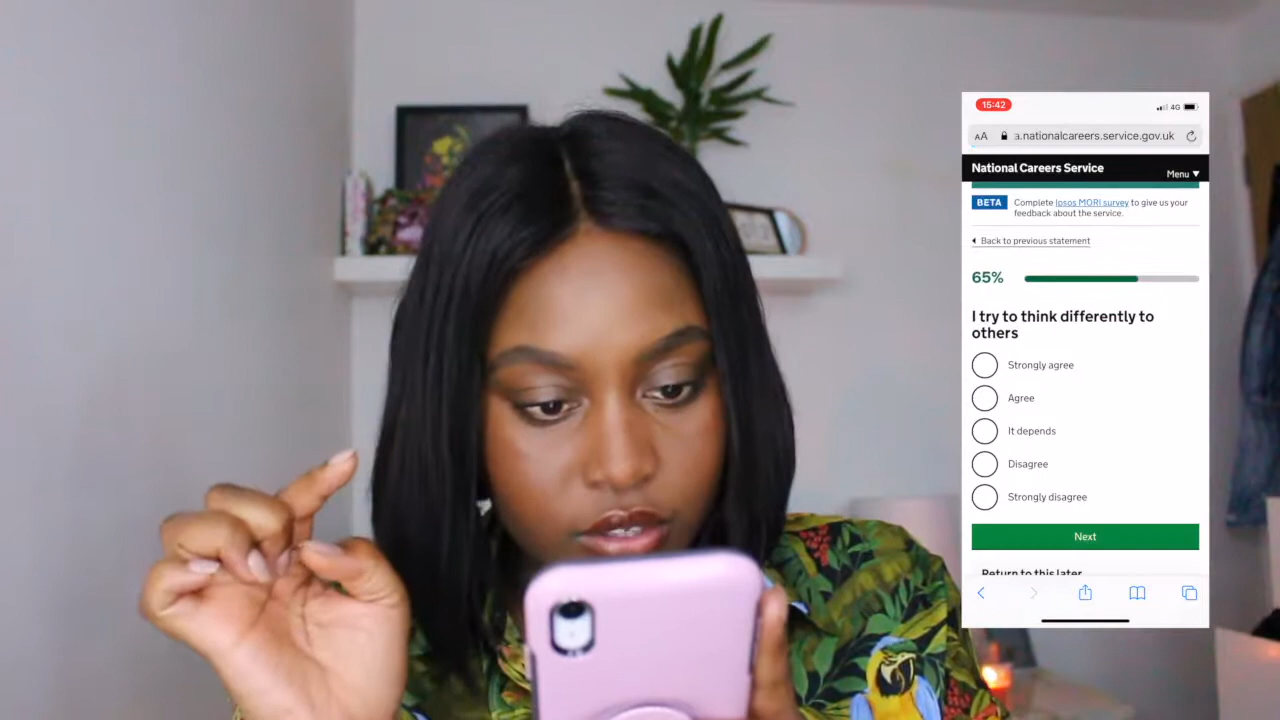 15:42
4G
AA a.nationalcareers.service.gov.uk
National Careers Service
Menu ▼
BETA
Complete Ipsos MORI survey to give us your
feedback about the service.
Back to previous statement
65%
I try to think differently to
others
Strongly agree
Agree
It depends
Disagree
Strongly disagree
Next
Return to this later